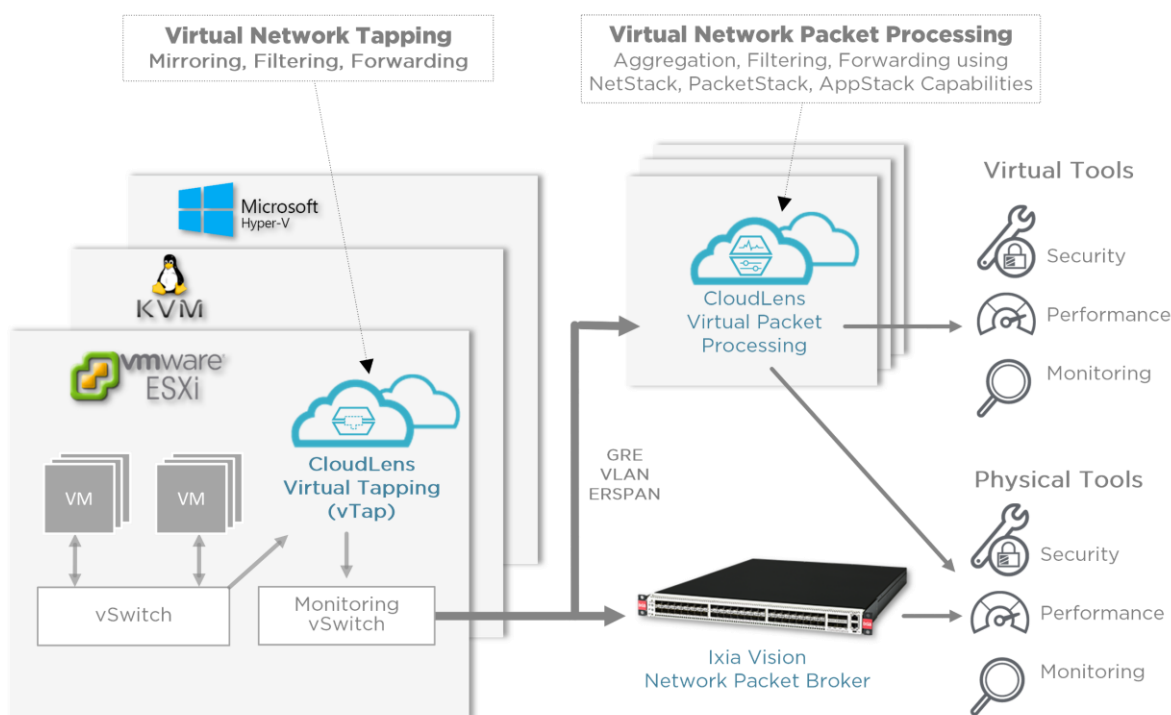 Virtual Network Tapping
Mirroring, Filtering, Forwarding
Virtual Network Packet Processing
Aggregation, Filtering, Forwarding using
NetStack, PacketStack, AppStack Capabilities
Microsoft
Hyper-V
KVM
vmware®
ESXi
CloudLens
Virtual Tapping
(vTap)
VM
VM
vSwitch
Monitoring
vSwitch
GRE
VLAN
ERSPAN
CloudLens
Virtual Packet
Processing
Ixia Vision
Network Packet Broker
Virtual Tools
Security
Performance
Monitoring
Physical Tools
Security
Performance
Monitoring